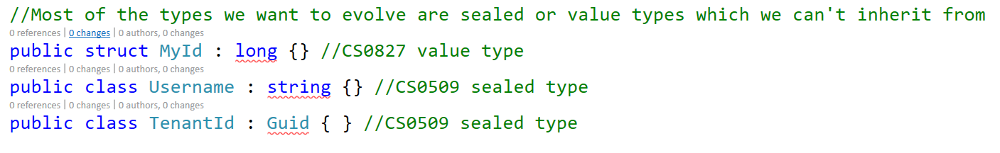 //Most of the types we want to evolve are sealed or value types which we can't inherit from
0 references | 0 changes | 0 authors, 0 changes
public struct MyId : long {} //CS0827 value type
0 references | 0 changes | 0 authors, 0 changes
public class Username : string {} //CS0509 sealed type
0 references | 0 changes | 0 authors, 0 changes
public class TenantId : Guid { } //CS0509 sealed type